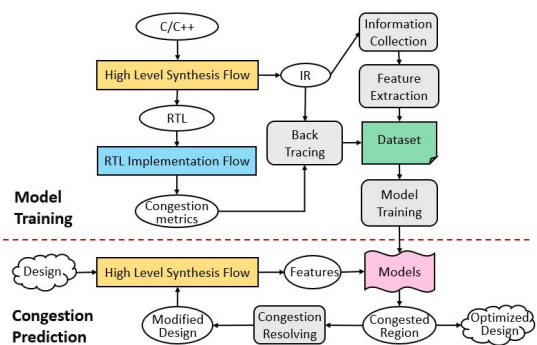 C/C++
Information
Collection
High Level Synthesis Flow
IR
Feature
Extraction
RTL
Back
Tracing
Dataset
RTL Implementation Flow
Model
Training
Congestion
metrics
Model
Training
Design
High Level Synthesis Flow
Features
Models
Congestion
Prediction
Modified
Design
Congestion
Resolving
Congested
Region
Optimized
Design